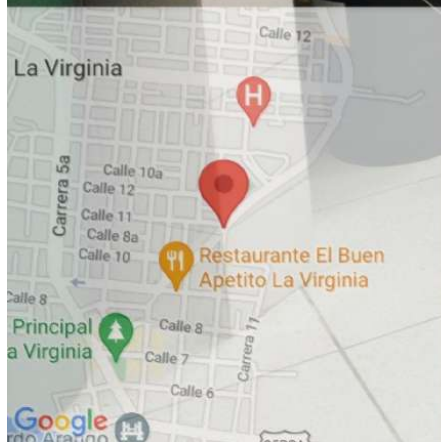 Calle 12
La Virginia
H
Calle 10a
Calle 12
Carrera 5a
Calle 11
Calle 8a
Calle 10
Restaurante El Buen
Apetito La Virginia
Calle 8
Principal
a Virginia
Calle 8
Calle 7
Carrera 11
Calle 6
Google